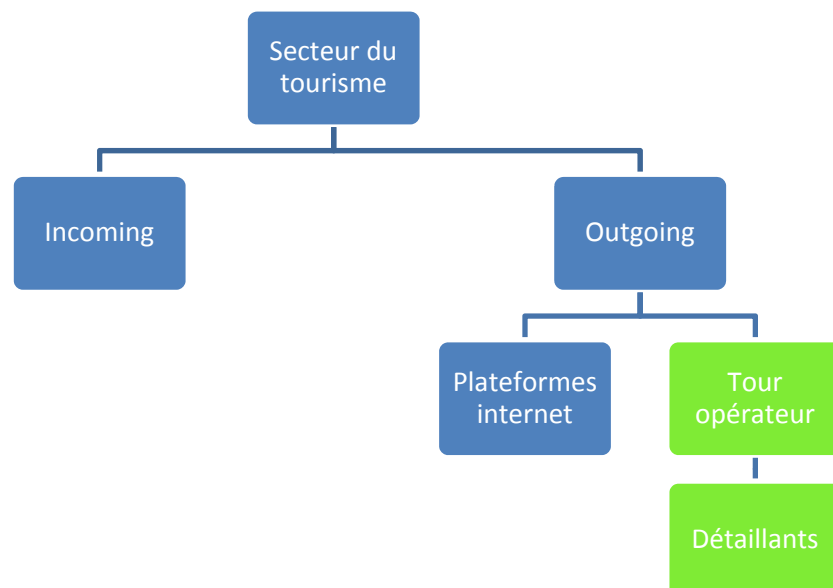 Secteur du
tourisme
Incoming
Outgoing
Plateformes
internet
Tour
opérateur
Détaillants